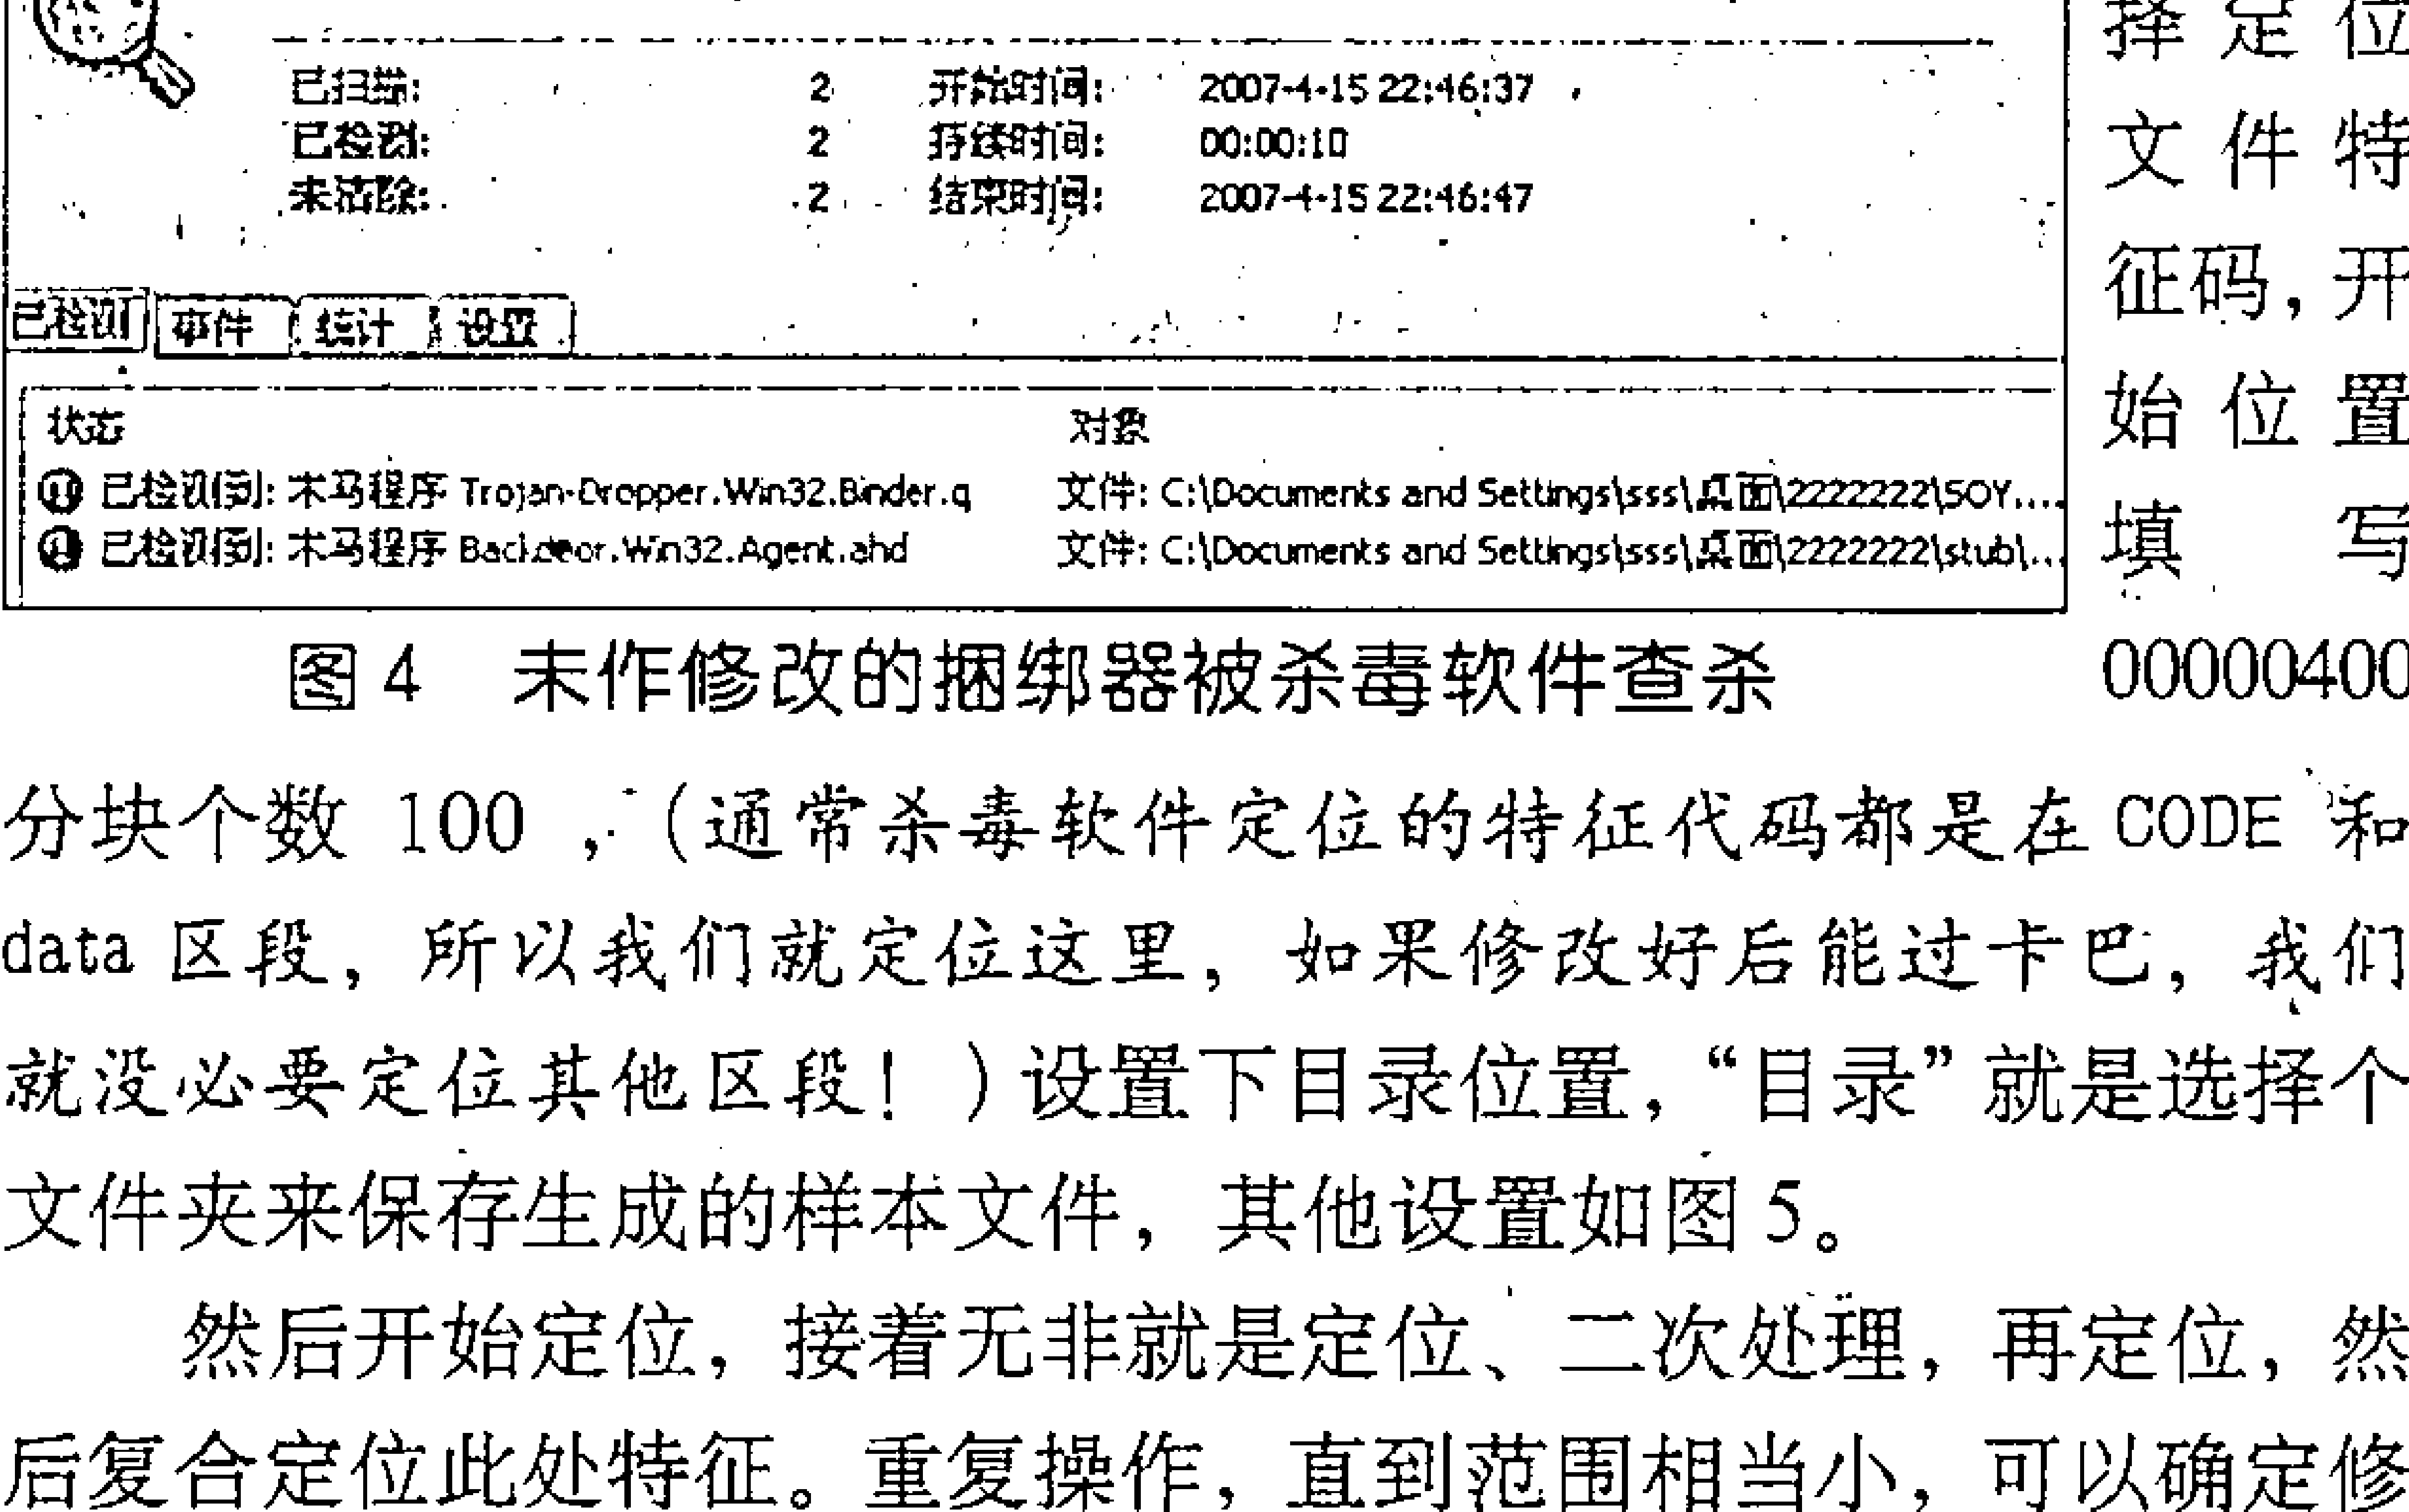 已扫描: 2 开始时间: 2007-4-15 22:46:37
已检测: 2 持续时间: 00:00:10
未清除: 2 结束时间: 2007-4-15 22:46:47
已检测 事件 统计 设置
状态 对象
已检测到: 木马程序 Trojan-Dropper.Win32.Binder.q 文件: C:\Documents and Settings\sss\桌面\2222222\SOY....
已检测到: 木马程序 Backdoor.Win32.Agent.ahd 文件: C:\Documents and Settings\sss\桌面\2222222\stub\...
图 4 未作修改的捆绑器被杀毒软件查杀
择定位
文件特
征码，开
始位置
填写
00000400
分块个数 100 ，（通常杀毒软件定位的特征代码都是在 CODE 和
data 区段，所以我们就定位这里，如果修改好后能过卡巴，我们
就没必要定位其他区段！）设置下目录位置，“目录”就是选择个
文件夹来保存生成的样本文件，其他设置如图 5。
然后开始定位，接着无非就是定位、二次处理，再定位，然
后复合定位此处特征。重复操作，直到范围相当小，可以确定修